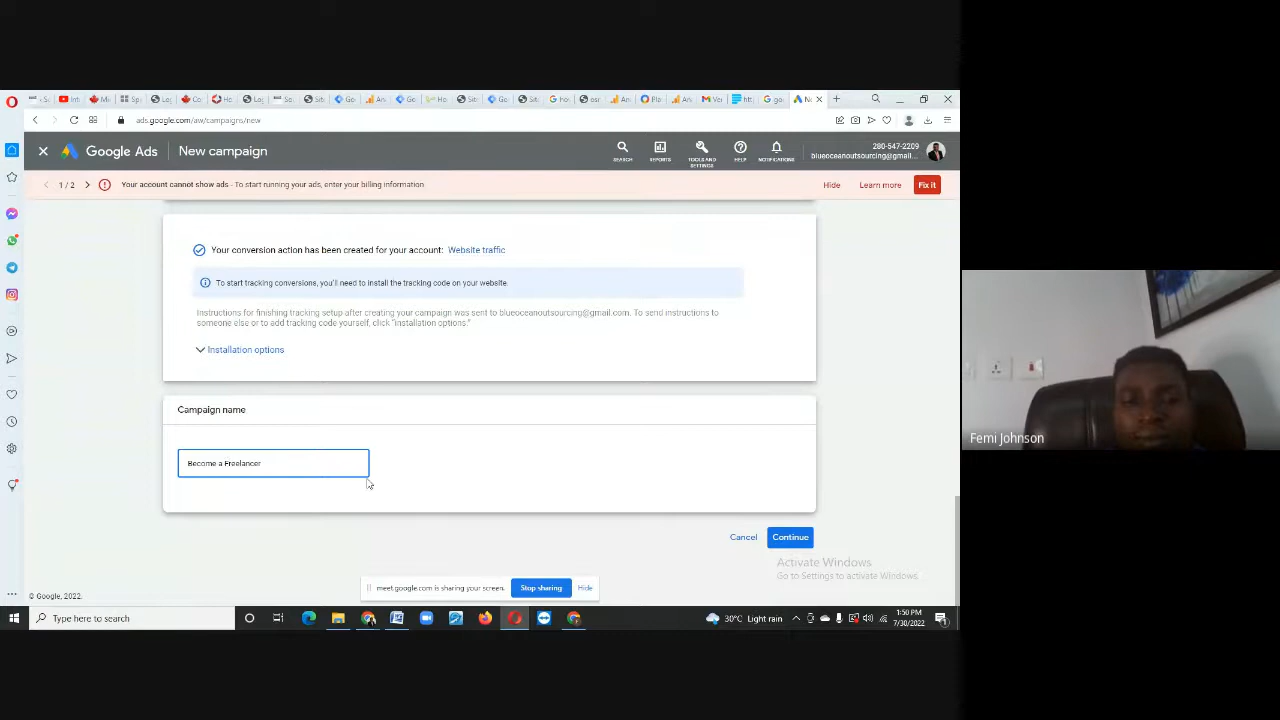 ads.google.com/aw/campaigns/new
Google Ads
New campaign
SEARCH
REPORTS
TOOLS AND SETTINGS
HELP
NOTIFICATIONS
280-547-2209
blueoceanoutsourcing@gmail...
1 / 2
Your account cannot show ads - To start running your ads, enter your billing information
Hide
Learn more
Fix it
Your conversion action has been created for your account: Website traffic
To start tracking conversions, you'll need to install the tracking code on your website.
Instructions for finishing tracking setup after creating your campaign was sent to blueoceanoutsourcing@gmail.com. To send instructions to
someone else or to add tracking code yourself, click "installation options."
Installation options
Campaign name
Become a Freelancer
Cancel
Continue
Activate Windows
Go to Settings to activate Windows.
© Google, 2022.
meet.google.com is sharing your screen.
Stop sharing
Hide
Type here to search
30°C Light rain
1:50 PM
7/30/2022
Femi Johnson